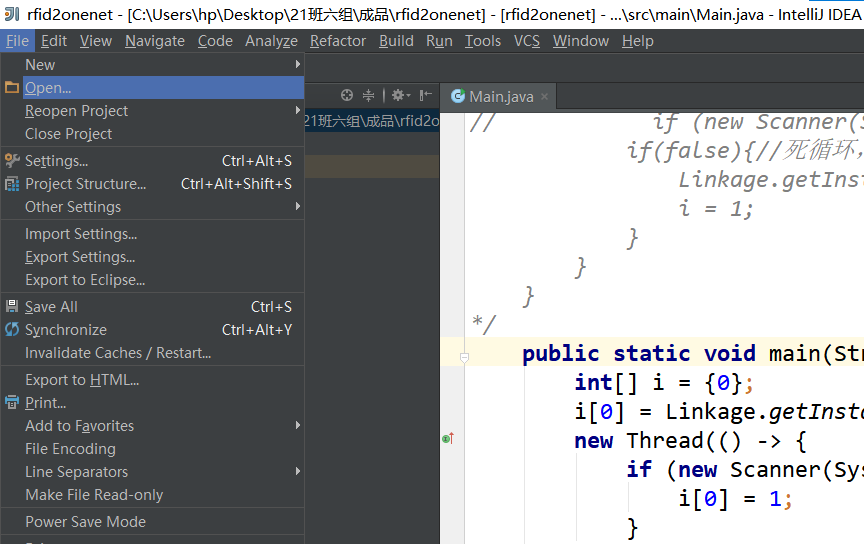 rfid2onenet - [C:\Users\hp\Desktop\21班六组\成品\rfid2onenet] - [rfid2onenet] - ...\src\main\Main.java - IntelliJ IDEA
File Edit View Navigate Code Analyze Refactor Build Run Tools VCS Window Help
New
Open...
Reopen Project
Close Project
Settings... Ctrl+Alt+S
Project Structure... Ctrl+Alt+Shift+S
Other Settings
Import Settings...
Export Settings...
Export to Eclipse...
Save All Ctrl+S
Synchronize Ctrl+Alt+Y
Invalidate Caches / Restart...
Export to HTML...
Print...
Add to Favorites
File Encoding
Line Separators
Make File Read-only
Power Save Mode
21班六组\成品\rfid2o
Main.java
// if (new Scanner(S
if(false){//死循环,
Linkage.getInst
i = 1;
}
}
}
*/
public static void main(Str
int[] i = {0};
i[0] = Linkage.getInsta
new Thread(() -> {
if (new Scanner(Sys
i[0] = 1;
}